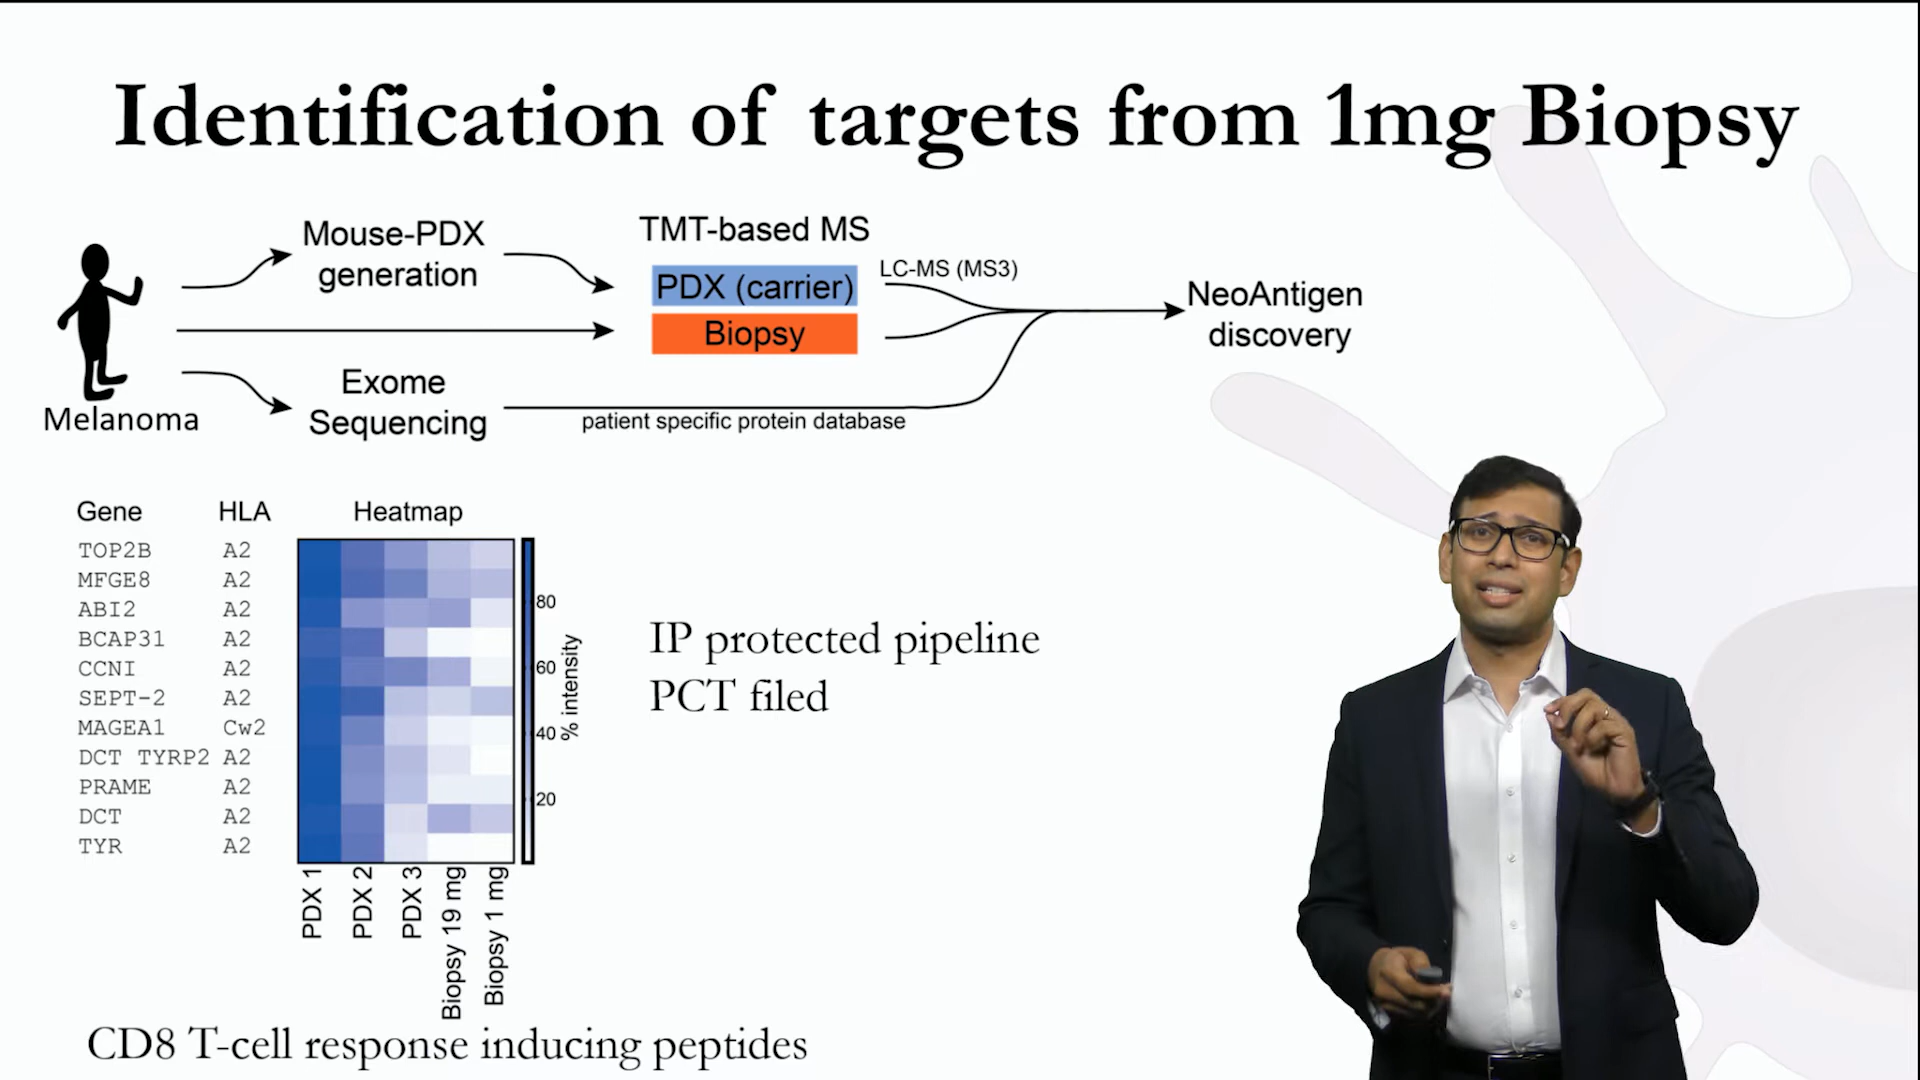 Identification of targets from 1mg Biopsy
Mouse-PDX
generation
TMT-based MS
PDX (carrier)
Biopsy
LC-MS (MS3)
NeoAntigen
discovery
Melanoma
Exome
Sequencing
patient specific protein database
Gene HLA Heatmap
TOP2B A2
MFGE8 A2
ABI2 A2
BCAP31 A2
CCNI A2
SEPT-2 A2
MAGEA1 Cw2
DCT TYRP2 A2
PRAME A2
DCT A2
TYR A2
80
60
40
20
% intensity
PDX 1
PDX 2
PDX 3
Biopsy 19 mg
Biopsy 1 mg
IP protected pipeline
PCT filed
CD8 T-cell response inducing peptides